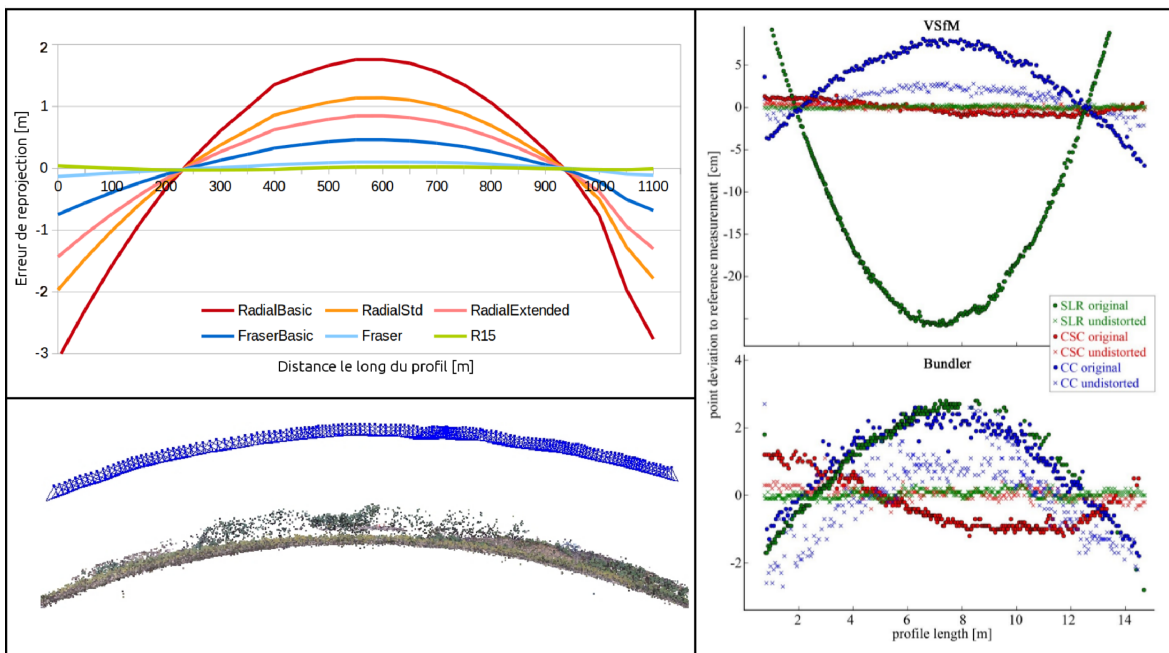 2
1
0
-1
-2
-3
Erreur de reprojection [m]
0 100 200 300 400 500 600 700 800 900 1000 1100
RadialBasic RadialStd RadialExtended
FraserBasic Fraser R15
Distance le long du profil [m]
VSfM
5
0
-5
-10
-15
-20
point deviation to reference measurement [cm]
SLR original
SLR undistorted
CSC original
CSC undistorted
CC original
CC undistorted
Bundler
4
2
0
-2
2 4 6 8 10 12 14
profile length [m]